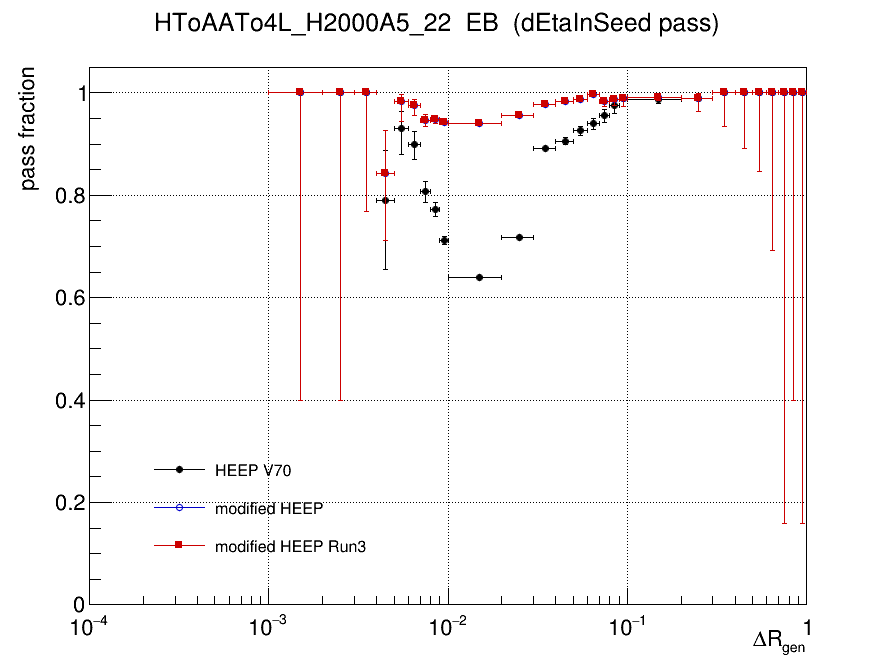 HToAATo4L_H2000A5_22 EB (dEtaInSeed pass)
pass fraction
1
0.8
0.6
0.4
0.2
0
HEEP V70
modified HEEP
modified HEEP Run3
10⁻⁴ 10⁻³ 10⁻² 10⁻¹ 1
ΔR_gen